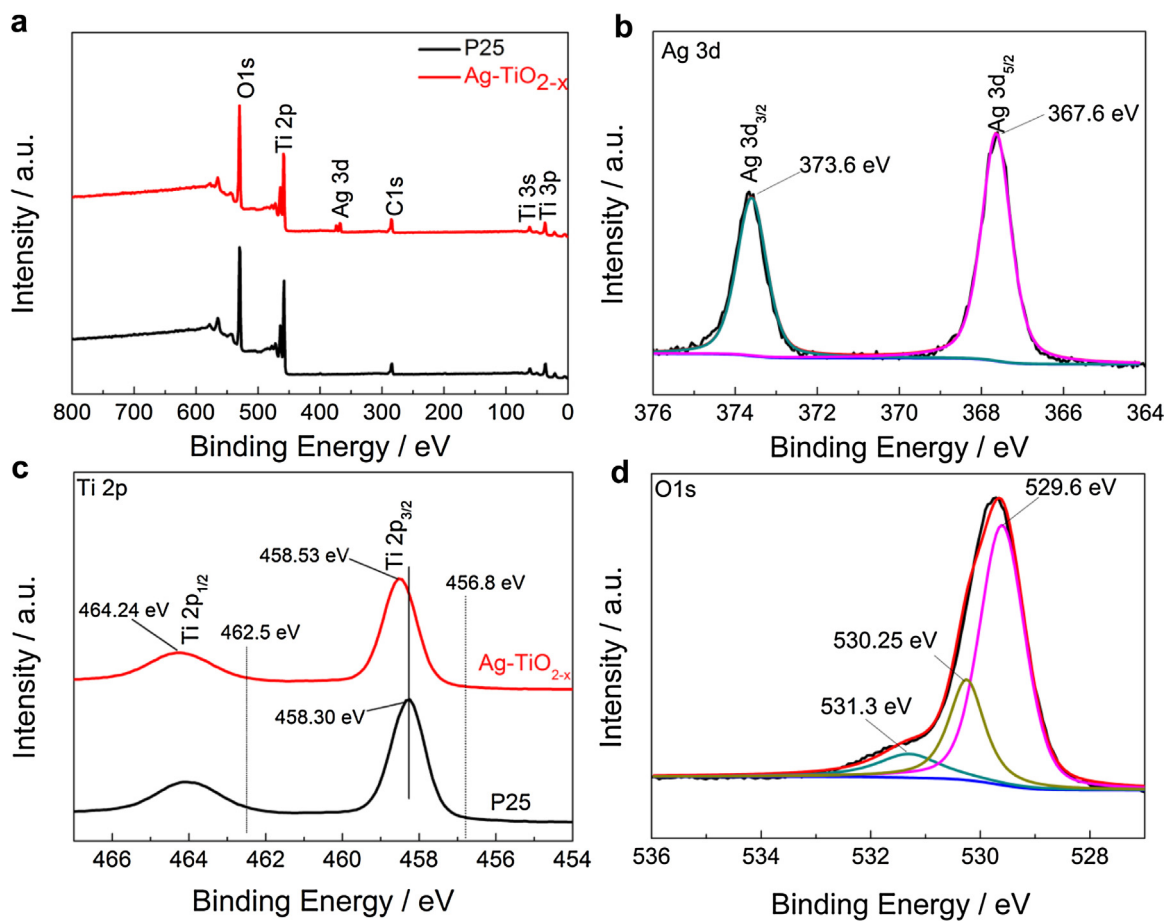 a
P25
Ag-TiO2-x
O1s
Ti 2p
Ag 3d
C1s
Ti 3s
Ti 3p
Intensity / a.u.
800 700 600 500 400 300 200 100 0
Binding Energy / eV
b
Ag 3d
Ag 3d3/2
373.6 eV
Ag 3d5/2
367.6 eV
Intensity / a.u.
376 374 372 370 368 366 364
Binding Energy / eV
c
Ti 2p
464.24 eV
Ti 2p1/2
462.5 eV
458.53 eV
Ti 2p3/2
456.8 eV
Ag-TiO2-x
458.30 eV
P25
Intensity / a.u.
466 464 462 460 458 456 454
Binding Energy / eV
d
O1s
529.6 eV
530.25 eV
531.3 eV
Intensity / a.u.
536 534 532 530 528
Binding Energy / eV